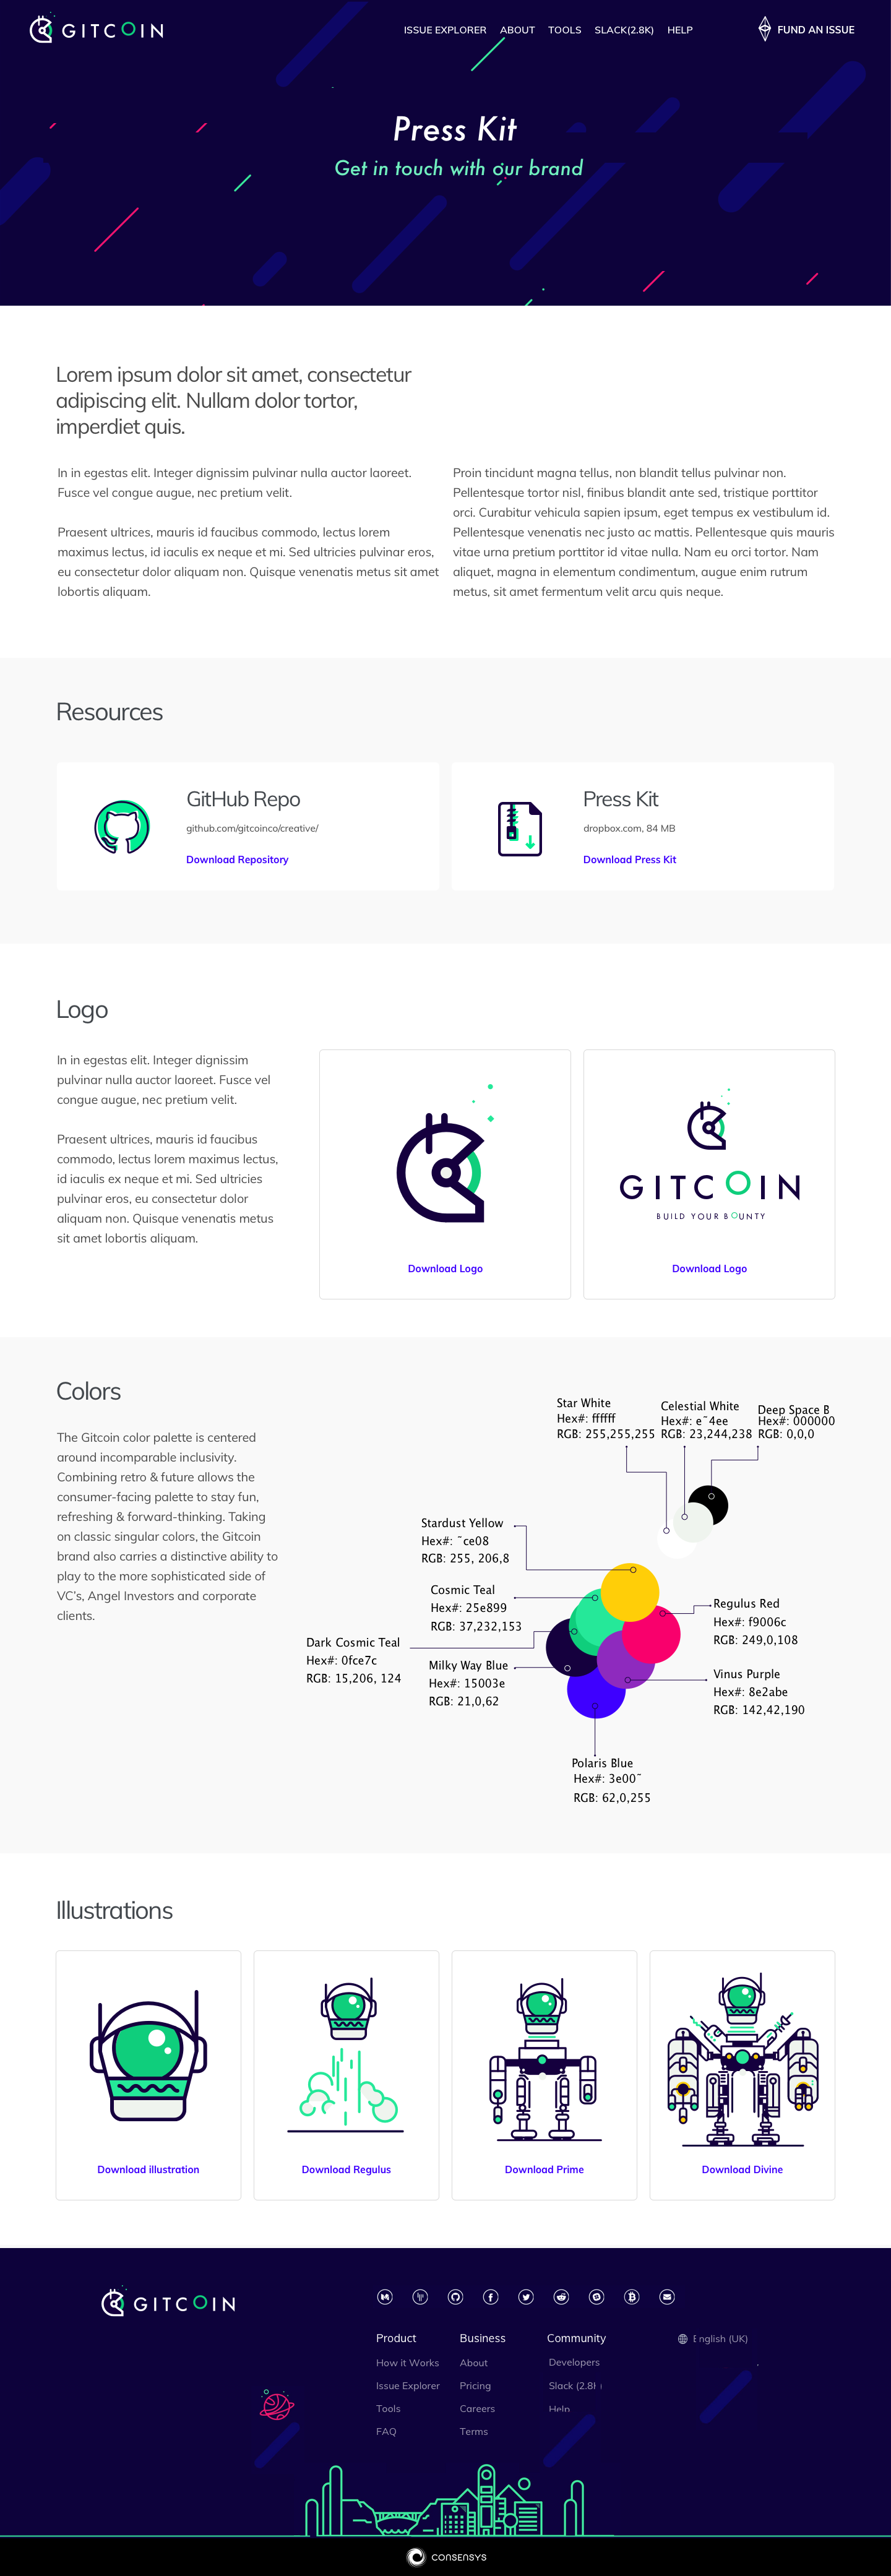 GITCOIN
ISSUE EXPLORER ABOUT TOOLS SLACK(2.8K) HELP
FUND AN ISSUE
Press Kit
Get in touch with our brand
Lorem ipsum dolor sit amet, consectetur
adipiscing elit. Nullam dolor tortor,
imperdiet quis.
In in egestas elit. Integer dignissim pulvinar nulla auctor laoreet.
Fusce vel congue augue, nec pretium velit.
Praesent ultrices, mauris id faucibus commodo, lectus lorem
maximus lectus, id iaculis ex neque et mi. Sed ultricies pulvinar eros,
eu consectetur dolor aliquam non. Quisque venenatis metus sit amet
lobortis aliquam.
Proin tincidunt magna tellus, non blandit tellus pulvinar non.
Pellentesque tortor nisl, finibus blandit ante sed, tristique porttitor
orci. Curabitur vehicula sapien ipsum, eget tempus ex vestibulum id.
Pellentesque venenatis nec justo ac mattis. Pellentesque quis mauris
vitae urna pretium porttitor id vitae nulla. Nam eu orci tortor. Nam
aliquet, magna in elementum condimentum, augue enim rutrum
metus, sit amet fermentum velit arcu quis neque.
Resources
GitHub Repo
github.com/gitcoinco/creative/
Download Repository
Press Kit
dropbox.com, 84 MB
Download Press Kit
Logo
In in egestas elit. Integer dignissim
pulvinar nulla auctor laoreet. Fusce vel
congue augue, nec pretium velit.
Praesent ultrices, mauris id faucibus
commodo, lectus lorem maximus lectus,
id iaculis ex neque et mi. Sed ultricies
pulvinar eros, eu consectetur dolor
aliquam non. Quisque venenatis metus
sit amet lobortis aliquam.
Download Logo
GITCOIN
BUILD YOUR BOUNTY
Download Logo
Colors
The Gitcoin color palette is centered
around incomparable inclusivity.
Combining retro & future allows the
consumer-facing palette to stay fun,
refreshing & forward-thinking. Taking
on classic singular colors, the Gitcoin
brand also carries a distinctive ability to
play to the more sophisticated side of
VC's, Angel Investors and corporate
clients.
Star White
Hex#: ffffff
RGB: 255,255,255
Celestial White
Hex#: e˜4ee
RGB: 23,244,238
Deep Space B
Hex#: 000000
RGB: 0,0,0
Stardust Yellow
Hex#: ˜ce08
RGB: 255, 206,8
Cosmic Teal
Hex#: 25e899
RGB: 37,232,153
Regulus Red
Hex#: f9006c
RGB: 249,0,108
Dark Cosmic Teal
Hex#: 0fce7c
RGB: 15,206, 124
Milky Way Blue
Hex#: 15003e
RGB: 21,0,62
Vinus Purple
Hex#: 8e2abe
RGB: 142,42,190
Polaris Blue
Hex#: 3e00˜
RGB: 62,0,255
Illustrations
Download illustration
Download Regulus
Download Prime
Download Divine
GITCOIN
Product
How it Works
Issue Explorer
Tools
FAQ
Business
About
Pricing
Careers
Terms
Community
Developers
Slack (2.8
Help
English (UK)
CONSENSYS